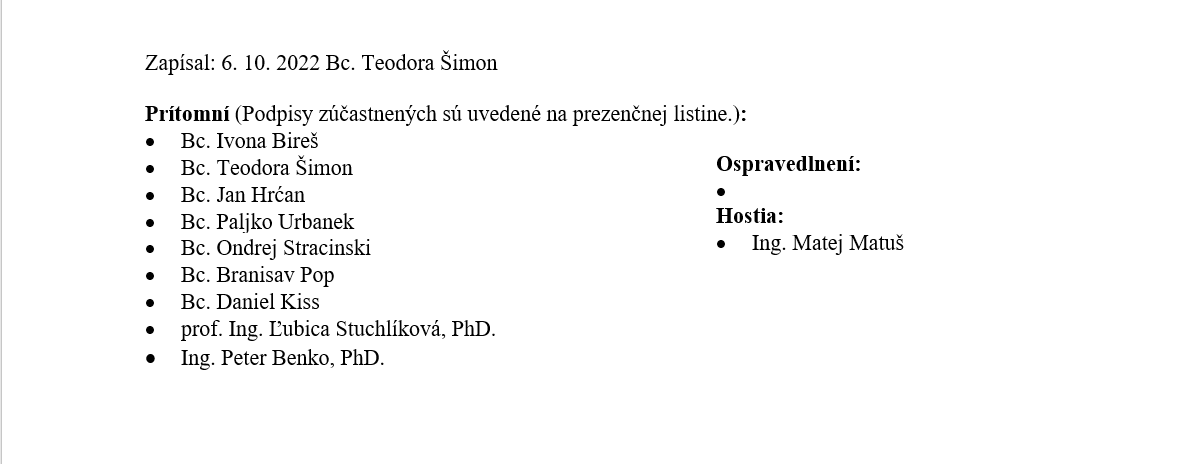 Zapísal: 6. 10. 2022 Bc. Teodora Šimon
Prítomní (Podpisy zúčastnených sú uvedené na prezenčnej listine.):
• Bc. Ivona Bireš
• Bc. Teodora Šimon
• Bc. Jan Hrćan
• Bc. Paljko Urbanek
• Bc. Ondrej Stracinski
• Bc. Branisav Pop
• Bc. Daniel Kiss
• prof. Ing. Ľubica Stuchlíková, PhD.
• Ing. Peter Benko, PhD.
Ospravedlnení:
•
Hostia:
• Ing. Matej Matuš